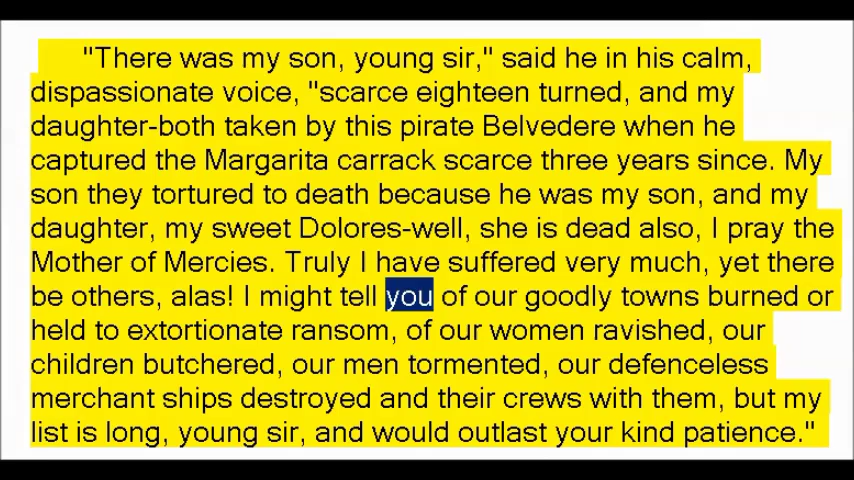 "There was my son, young sir," said he in his calm,
dispassionate voice, "scarce eighteen turned, and my
daughter-both taken by this pirate Belvedere when he
captured the Margarita carrack scarce three years since. My
son they tortured to death because he was my son, and my
daughter, my sweet Dolores-well, she is dead also, I pray the
Mother of Mercies. Truly I have suffered very much, yet there
be others, alas! I might tell you of our goodly towns burned or
held to extortionate ransom, of our women ravished, our
children butchered, our men tormented, our defenceless
merchant ships destroyed and their crews with them, but my
list is long, young sir, and would outlast your kind patience."